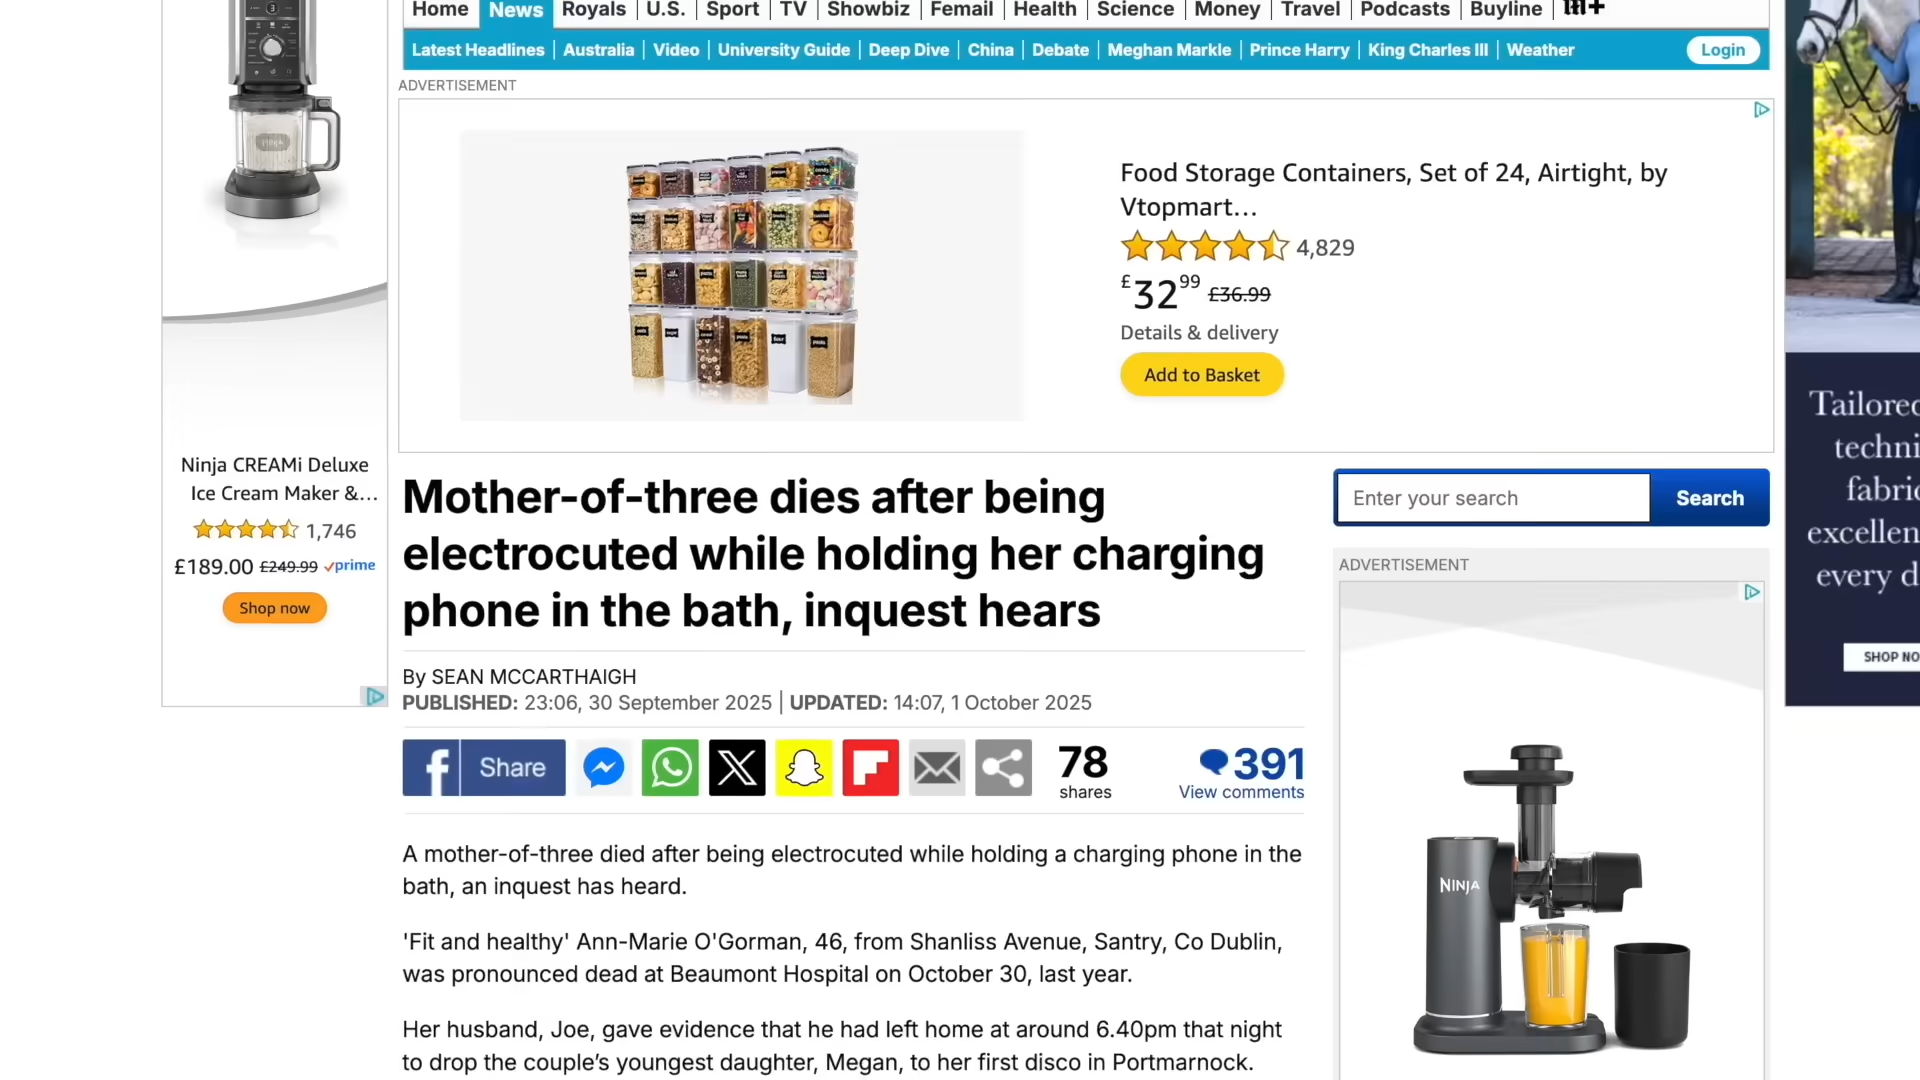 Home News Royals U.S. Sport TV Showbiz Femail Health Science Money Travel Podcasts Buyline m+
Latest Headlines Australia Video University Guide Deep Dive China Debate Meghan Markle Prince Harry King Charles III Weather Login
ADVERTISEMENT
Food Storage Containers, Set of 24, Airtight, by
Vtopmart...
4,829
£32 99 £36.99
Details & delivery
Add to Basket
Ninja CREAMi Deluxe
Ice Cream Maker &...
1,746
£189.00 £249.99 prime
Shop now
Mother-of-three dies after being
electrocuted while holding her charging
phone in the bath, inquest hears
By SEAN MCCARTHAIGH
PUBLISHED: 23:06, 30 September 2025 | UPDATED: 14:07, 1 October 2025
Share
78
shares
391
View comments
A mother-of-three died after being electrocuted while holding a charging phone in the
bath, an inquest has heard.
'Fit and healthy' Ann-Marie O'Gorman, 46, from Shanliss Avenue, Santry, Co Dublin,
was pronounced dead at Beaumont Hospital on October 30, last year.
Her husband, Joe, gave evidence that he had left home at around 6.40pm that night
to drop the couple's youngest daughter, Megan, to her first disco in Portmarnock.
Enter your search Search
ADVERTISEMENT
NINJA
Tailored
techni
fabric
excellen
every d
SHOP NO